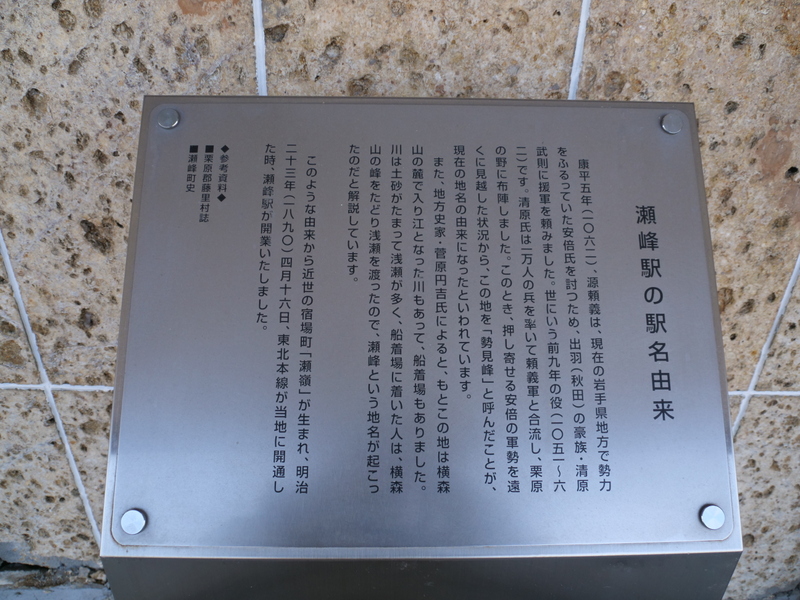 瀬峰駅の駅名由来
康平五年(一〇六二)、源頼義は、現在の岩手県地方で勢力
をふるっていた安倍氏を討つため、出羽(秋田)の豪族・清原
武則に援軍を頼みました。世にいう前九年の役(一〇五一~六
二)です。清原氏は一万人の兵を率いて頼義軍と合流し、栗原
の野に布陣しました。このとき、押し寄せる安倍の軍勢を遠
くに見越した状況から、この地を「勢見峰」と呼んだことが、
現在の地名の由来になったといわれています。
また、地方史家・菅原円吉氏によると、もとこの地は横森
山の麓で入り江となった川もあって、船着場もありました。
川は土砂がたまって浅瀬が多く、船着場に着いた人は、横森
山の峰をたどり浅瀬を渡ったので、瀬峰という地名が起こっ
たのだと解説しています。
このような由来から近世の宿場町「瀬嶺」が生まれ、明治
二十三年(一八九〇)四月十六日、東北本線が当地に開通し
た時、瀬峰駅が開業いたしました。
◆参考資料◆
■栗原郡藤里村誌
■瀬峰町史